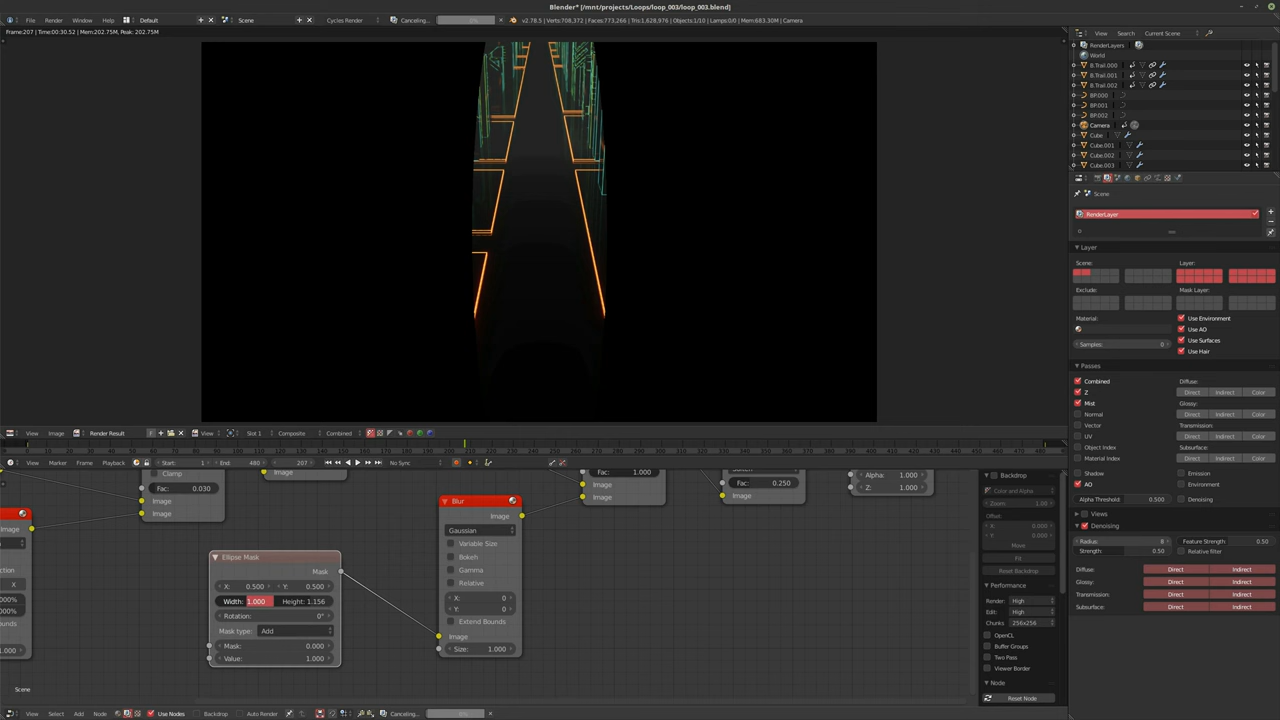 Blender* [/mnt/projects/Loops/loop_003/loop_003.blend]
File Render Window Help Default Scene Cycles Render Canceling... 0% v2.78.5 | Verts:708,372 | Faces:773,266 | Tris:1,628,976 | Objects:1/10 | Lamps:0/0 | Mem:683.30M | Camera
Frame:207 | Time:00:30.52 | Mem:202.75M, Peak: 202.75M
View Search Current Scene
RenderLayers
World
B.Trail.000
B.Trail.001
B.Trail.002
BP.000
BP.001
BP.002
Camera
Cube
Cube.001
Cube.002
Cube.003
Scene
RenderLayer
Layer
Scene: Layer:
Exclude: Mask Layer:
Material:
Use Environment
Use AO
Samples: 0
Use Surfaces
Use Hair
Passes
Combined
Z
Mist
Normal
Vector
UV
Object Index
Material Index
Shadow
AO
Diffuse:
Direct Indirect Color
Glossy:
Direct Indirect Color
Transmission:
Direct Indirect Color
Subsurface:
Direct Indirect Color
Emission
Environment
Alpha Threshold: 0.500
Denoising
Views
Denoising
Radius: 8 Feature Strength: 0.50
Strength: 0.50 Relative filter
Diffuse: Direct Indirect
Glossy: Direct Indirect
Transmission: Direct Indirect
Subsurface: Direct Indirect
View Image Render Result F View Slot 1 Composite Combined
View Marker Frame Playback Start: 1 End: 480 207 No Sync
Clamp
Fac: 0.030
Image
Image
Image
Image
Fac: 1.000
Image
Image
Fac: 0.250
Image
Alpha: 1.000
Z: 1.000
Ellipse Mask
Mask
X: 0.500 Y: 0.500
Width: 1.000 Height: 1.156
Rotation: 0°
Mask type: Add
Mask: 0.000
Value: 1.000
Blur
Image
Gaussian
Variable Size
Bokeh
Gamma
Relative
X: 0
Y: 0
Extend Bounds
Image
Size: 1.000
Backdrop
Color and Alpha
Zoom: 1.00
Offset:
X: 0.000
Y: 0.000
Move
Fit
Reset Backdrop
Performance
Render: High
Edit: High
Chunks 256x256
OpenCL
Buffer Groups
Two Pass
Viewer Border
Node
Reset Node
Scene
View Select Add Node Use Nodes Backdrop Auto Render Canceling... 0%